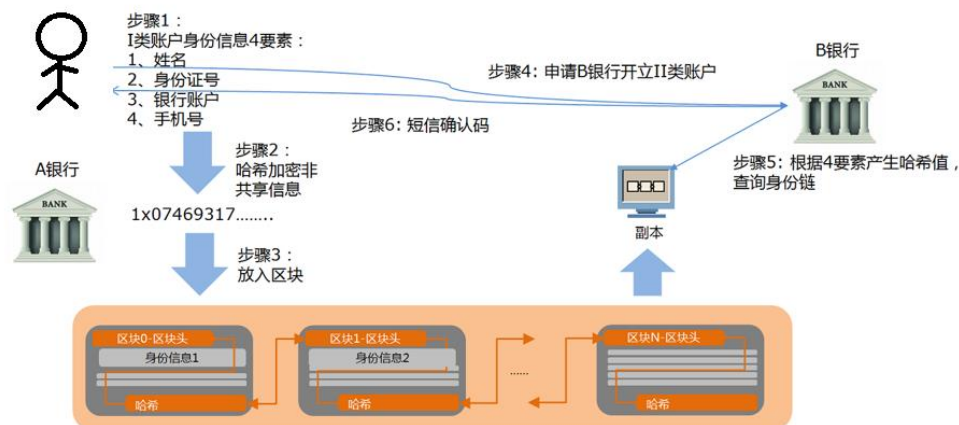 步骤1：
I类账户身份信息4要素：
1、姓名
2、身份证号
3、银行账户
4、手机号
步骤4：申请B银行开立II类账户
B银行
BANK
步骤6：短信确认码
步骤2：
哈希加密非
共享信息
步骤5：根据4要素产生哈希值，
查询身份链
A银行
BANK
1x07469317……..
副本
步骤3：
放入区块
区块0-区块头
身份信息1
哈希
区块1-区块头
身份信息2
哈希
……
区块N-区块头
哈希